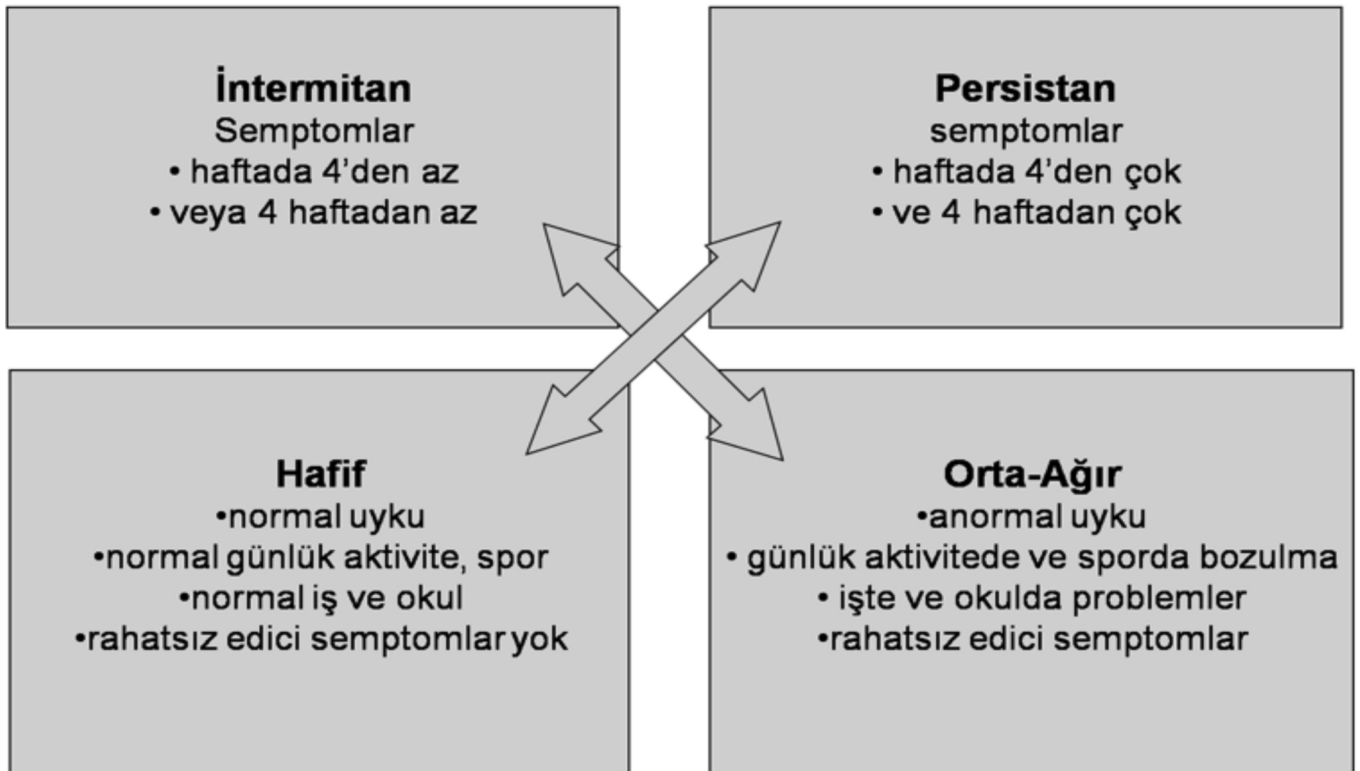 İntermitan
Semptomlar
• haftada 4'den az
• veya 4 haftadan az
Persistan
semptomlar
• haftada 4'den çok
• ve 4 haftadan çok
Hafif
•normal uyku
•normal günlük aktivite, spor
•normal iş ve okul
•rahatsız edici semptomlar yok
Orta-Ağır
•anormal uyku
• günlük aktivitede ve sporda bozulma
• işte ve okulda problemler
•rahatsız edici semptomlar